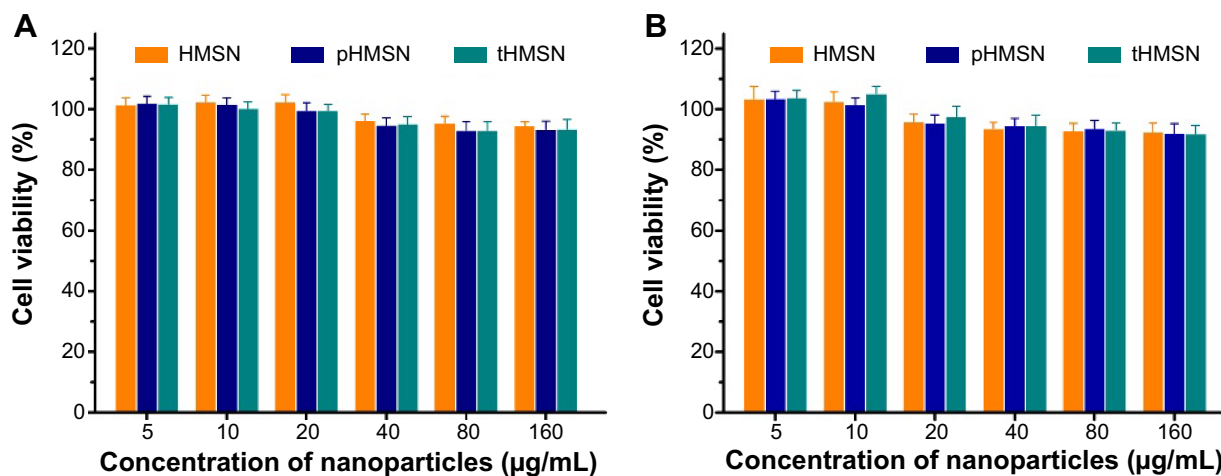 A
HMSN pHMSN tHMSN
Cell viability (%)
120
100
80
60
40
20
0
5 10 20 40 80 160
Concentration of nanoparticles (µg/mL)
B
HMSN pHMSN tHMSN
Cell viability (%)
120
100
80
60
40
20
0
5 10 20 40 80 160
Concentration of nanoparticles (µg/mL)